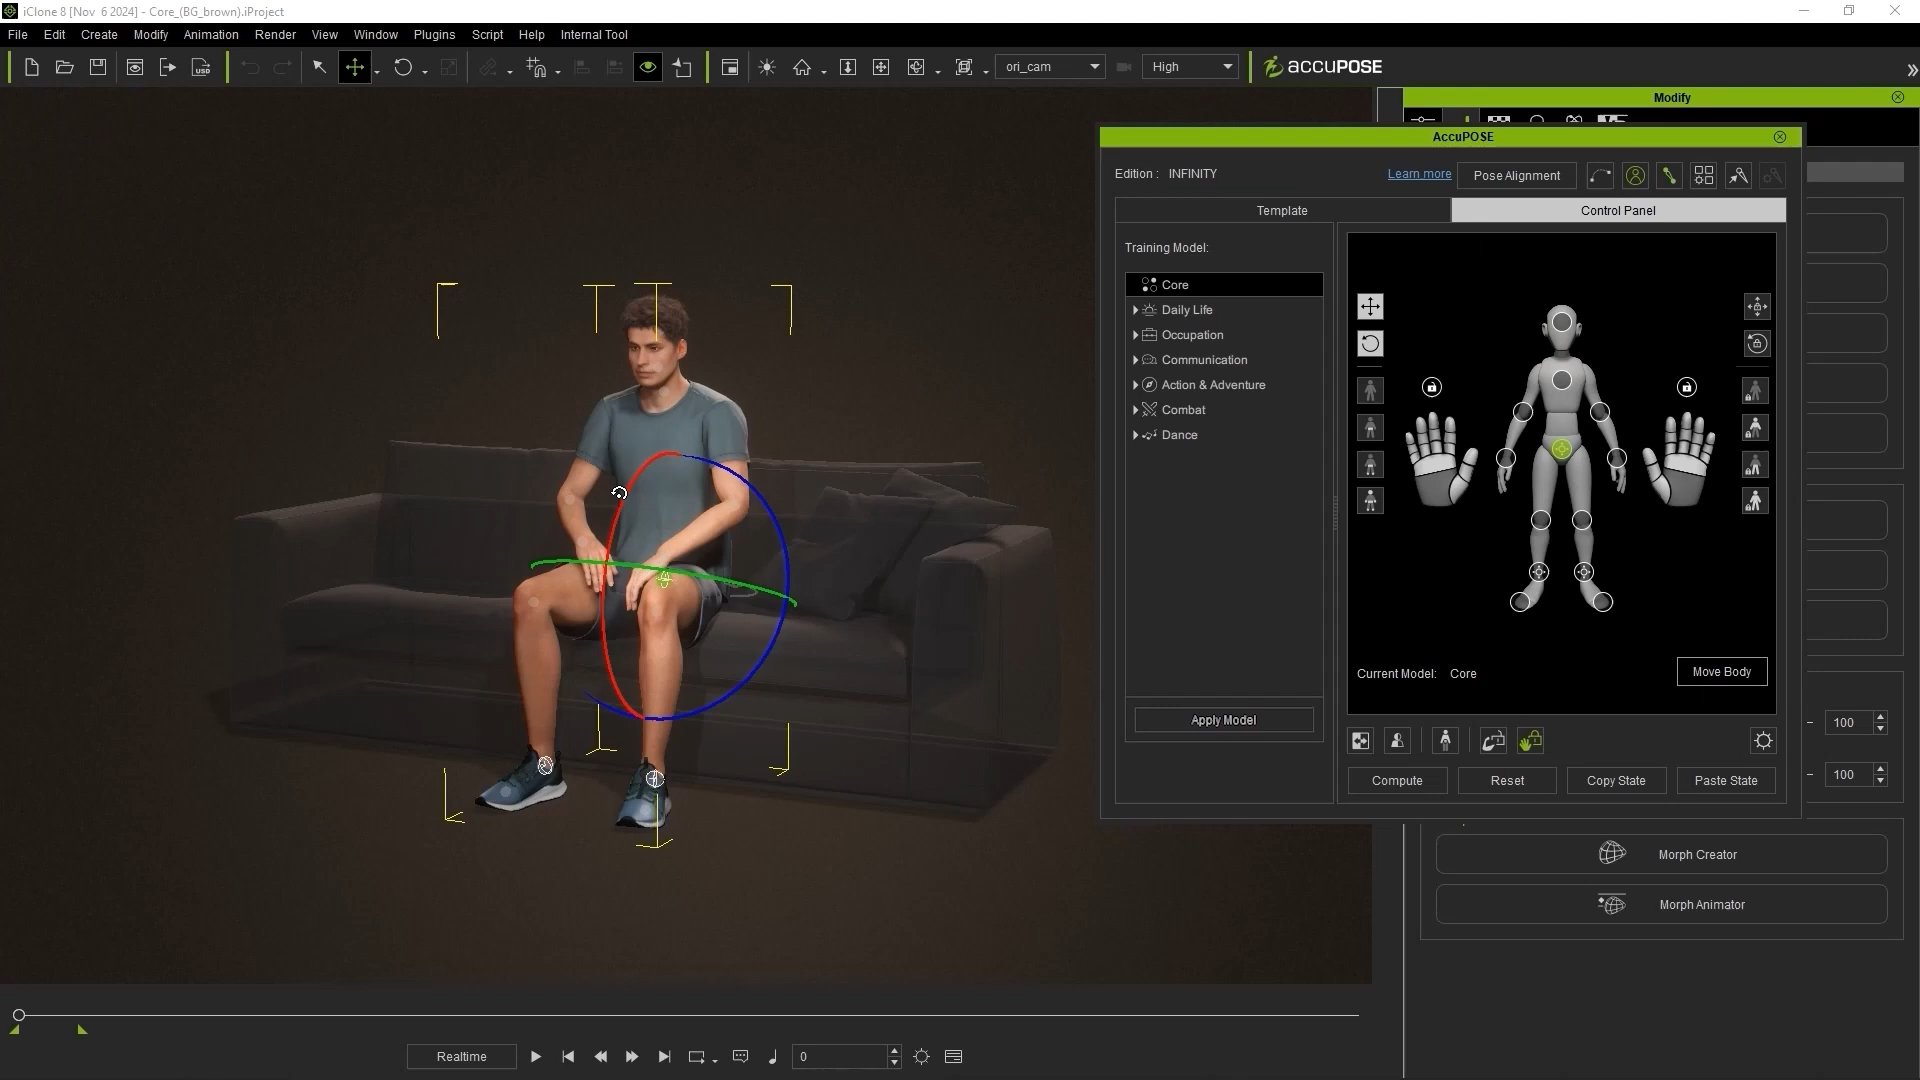 iClone 8 [Nov  6 2024] - Core_(BG_brown).iProject
File Edit Create Modify Animation Render View Window Plugins Script Help Internal Tool
USD
ori_cam
High
ACCUPOSE
Modify
AccuPOSE
Edition : INFINITY
Learn more
Pose Alignment
Template
Control Panel
Training Model:
Core
Daily Life
Occupation
Communication
Action & Adventure
Combat
Dance
Apply Model
Current Model: Core
Move Body
Compute
Reset
Copy State
Paste State
100
100
Morph Creator
Morph Animator
Realtime
0